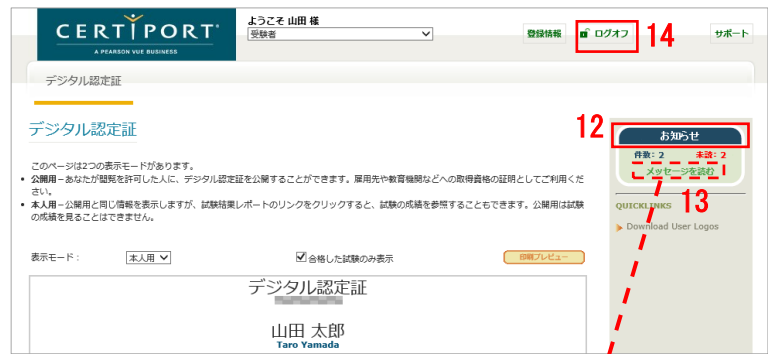 CERTIPORT
A PEARSON VUE BUSINESS
ようこそ 山田 様
受験者
登録情報
ログオフ
14
サポート
デジタル認定証
デジタル認定証
12
お知らせ
件数: 2 未読: 2
メッセージを読む
13
このページは2つの表示モードがあります。
• 公開用 – あなたが閲覧を許可した人に、デジタル認定証を公開することができます。雇用先や教育機関などへの取得資格の証明としてご利用くだ
さい。
• 本人用 – 公開用と同じ情報を表示しますが、試験結果レポートのリンクをクリックすると、試験の成績を参照することもできます。公開用は試験
の成績を見ることはできません。
QUICKLINKS
Download User Logos
表示モード :
本人用
合格した試験のみ表示
印刷プレビュー
デジタル認定証
山田 太郎
Taro Yamada